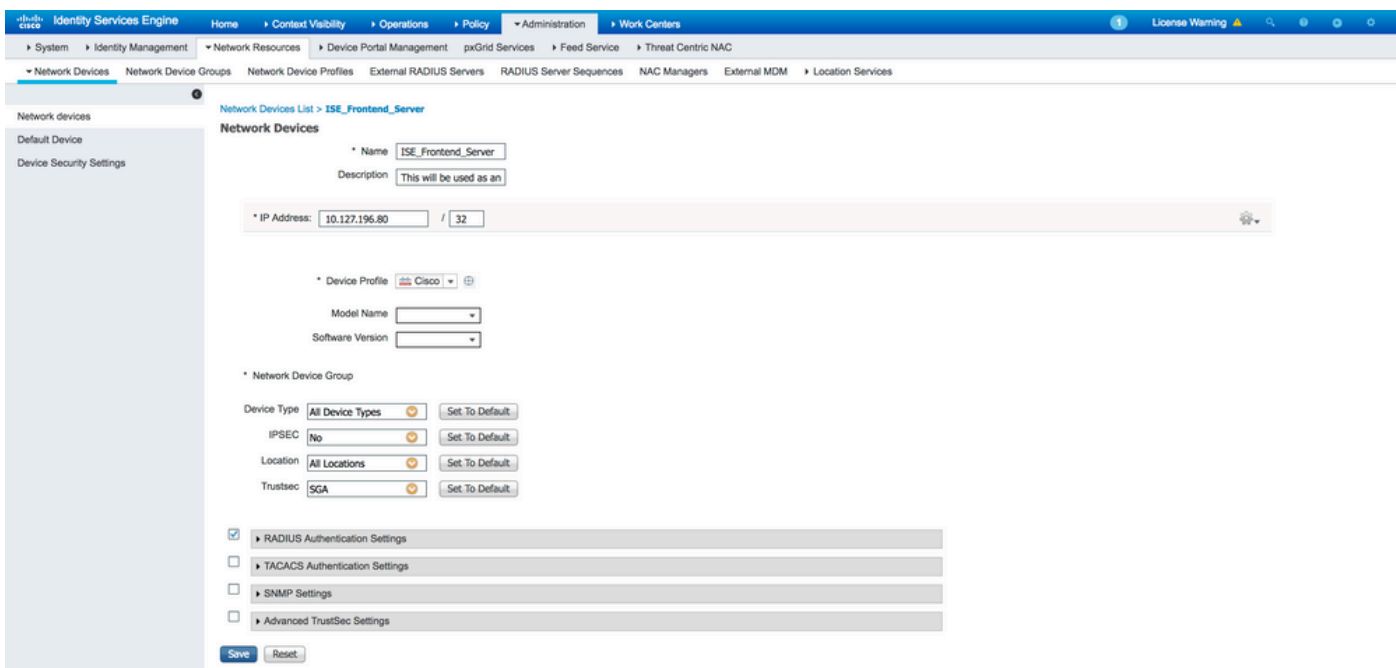 cisco Identity Services Engine Home Context Visibility Operations Policy Administration Work Centers 1 License Warning
System Identity Management Network Resources Device Portal Management pxGrid Services Feed Service Threat Centric NAC
Network Devices Network Device Groups Network Device Profiles External RADIUS Servers RADIUS Server Sequences NAC Managers External MDM Location Services
Network devices
Default Device
Device Security Settings
Network Devices List > ISE_Frontend_Server
Network Devices
* Name ISE_Frontend_Server
Description This will be used as an
* IP Address: 10.127.196.80 / 32
* Device Profile Cisco
Model Name
Software Version
* Network Device Group
Device Type All Device Types Set To Default
IPSEC No Set To Default
Location All Locations Set To Default
Trustsec SGA Set To Default
RADIUS Authentication Settings
TACACS Authentication Settings
SNMP Settings
Advanced TrustSec Settings
Save Reset